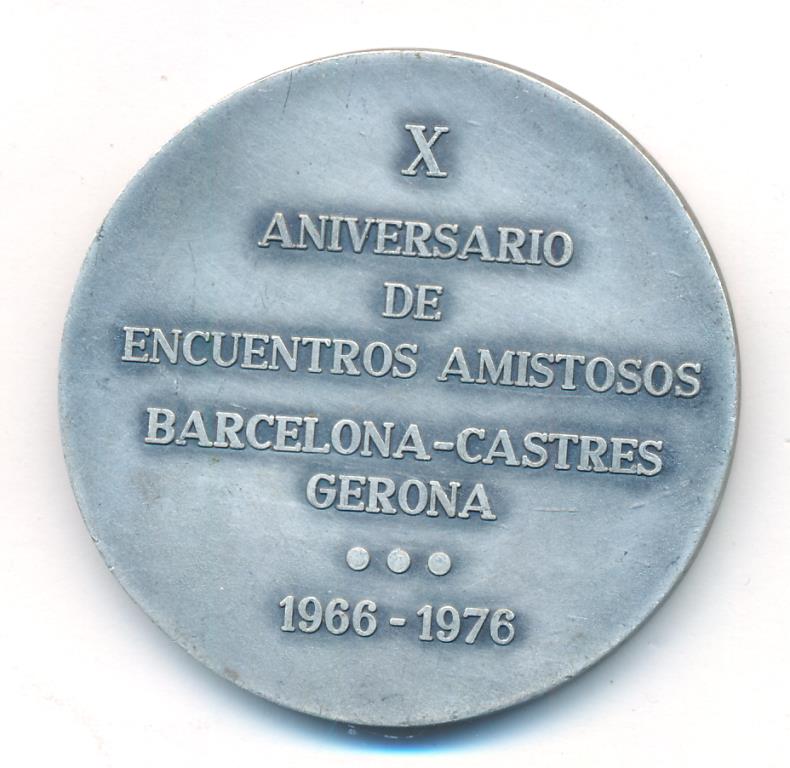 X
ANIVERSARIO
DE
ENCUENTROS AMISTOSOS
BARCELONA-CASTRES
GERONA
1966-1976